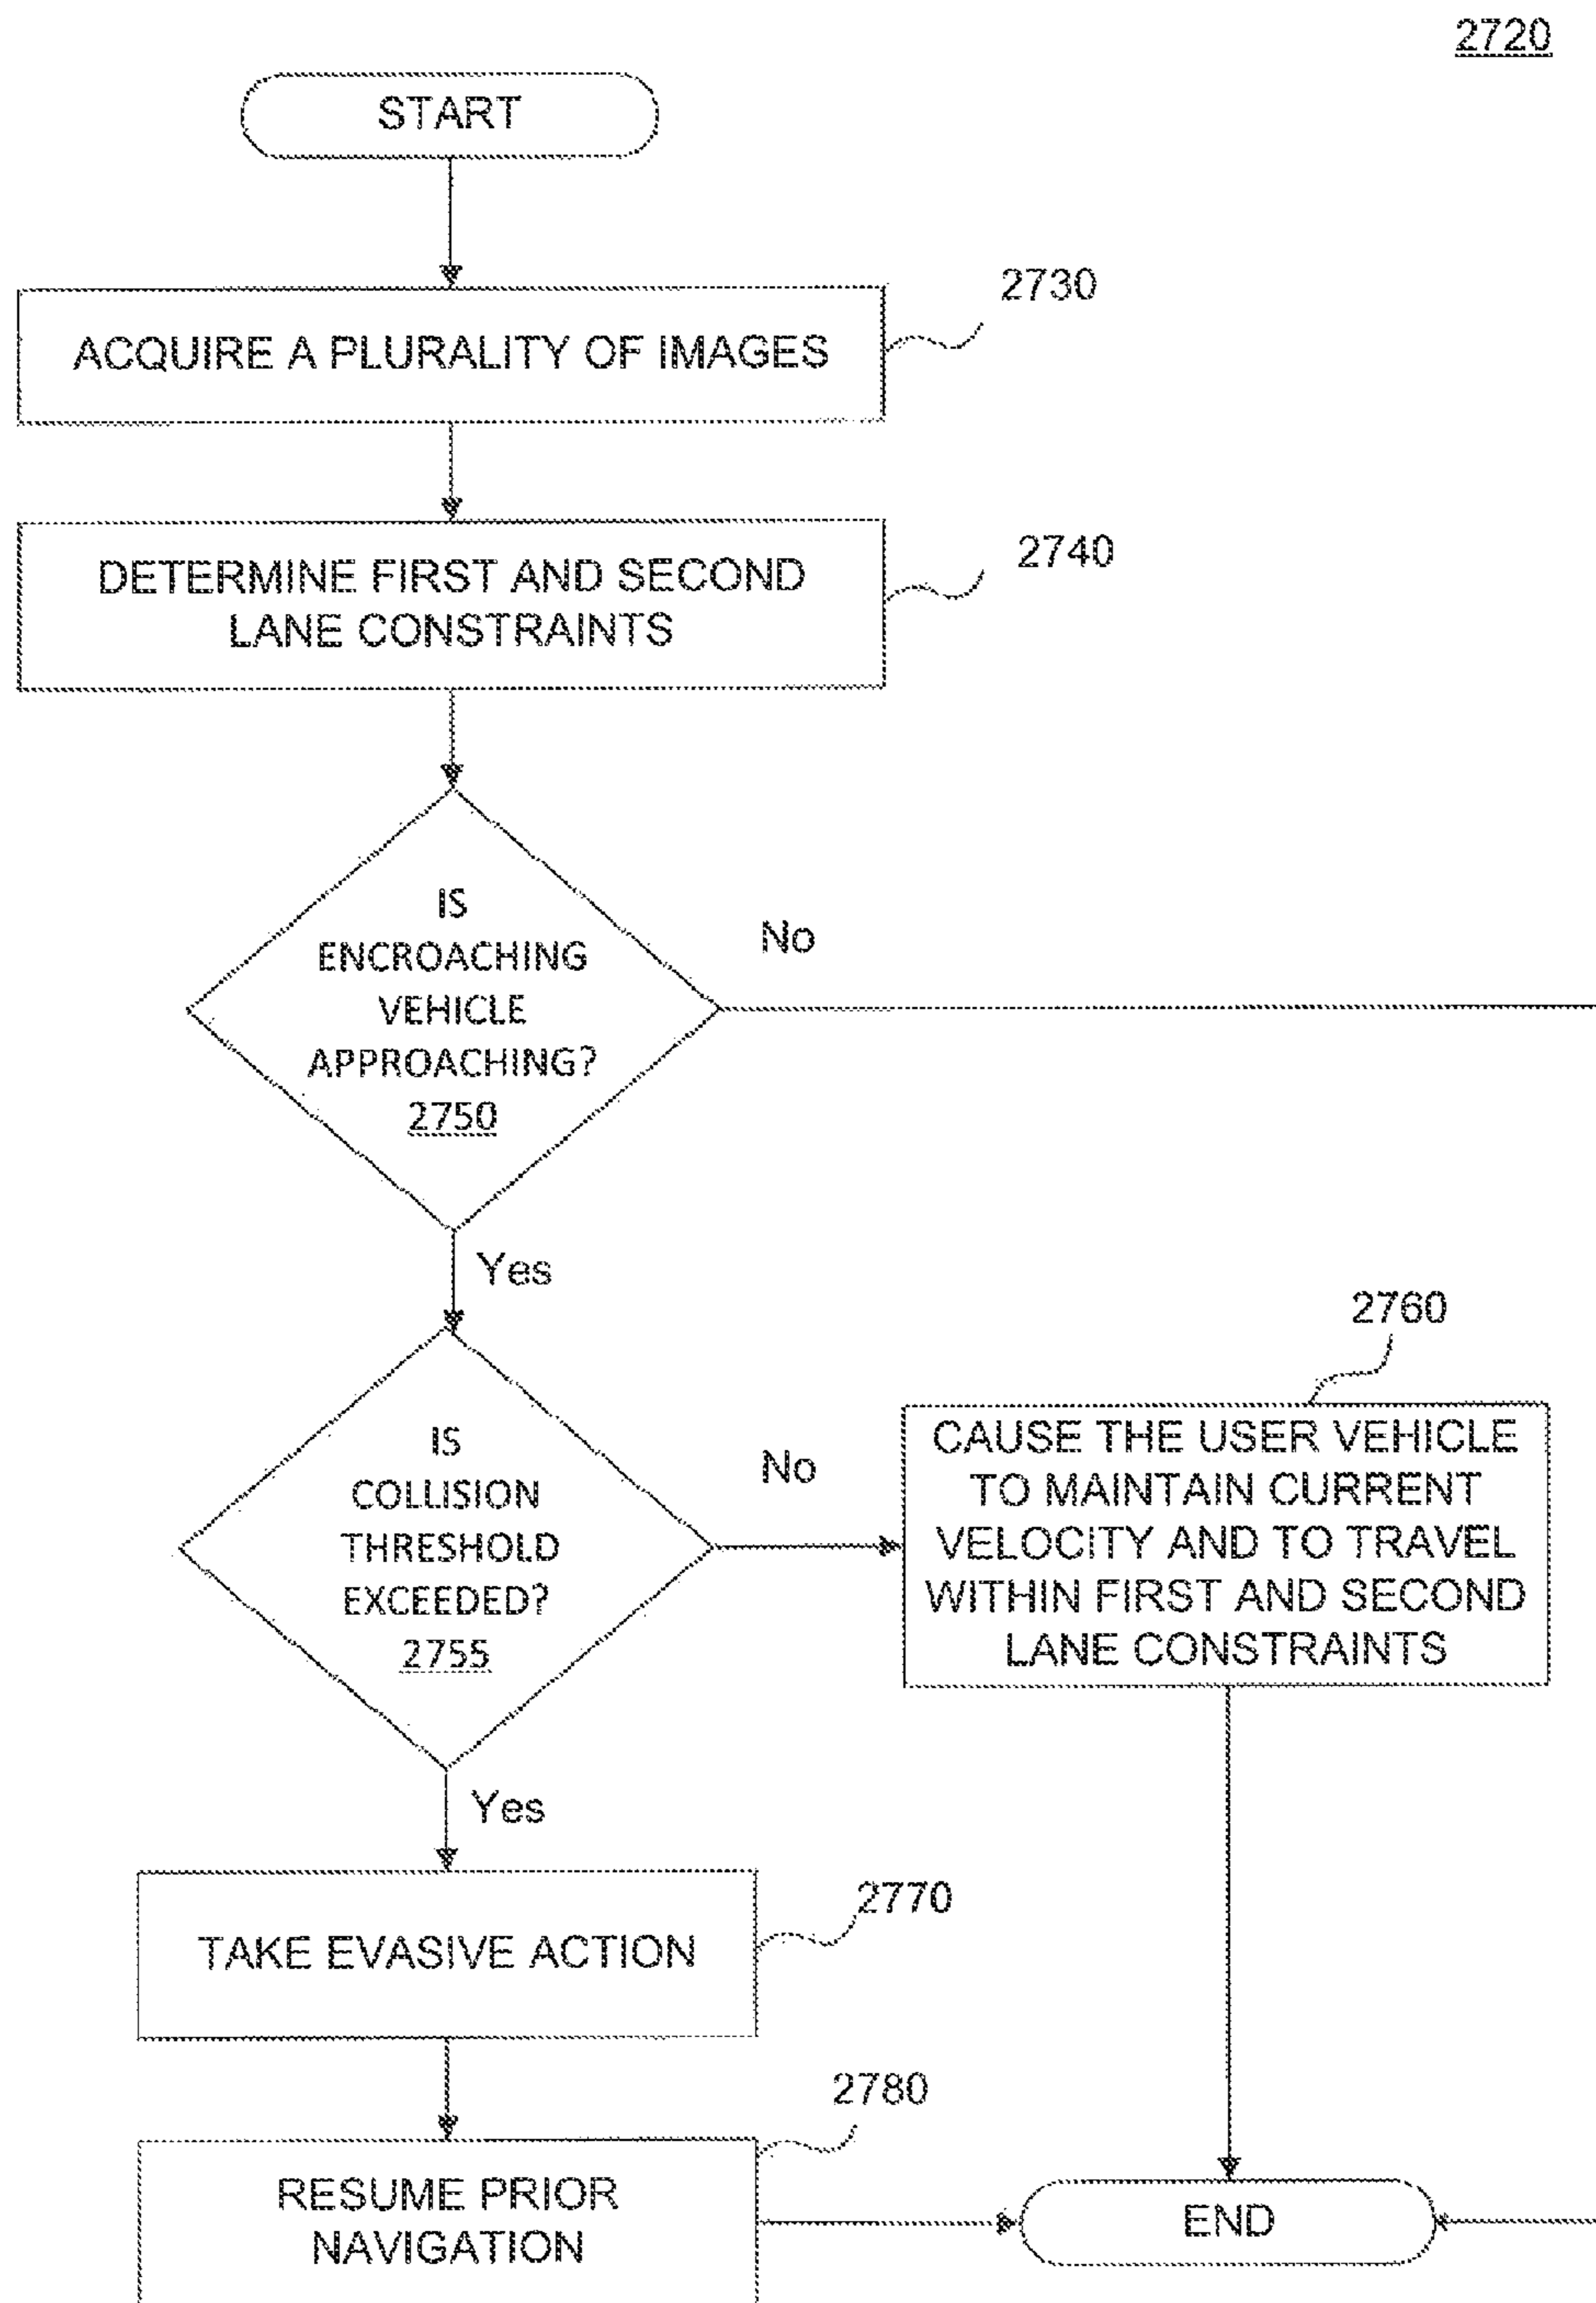 2720
START
2730
ACQUIRE A PLURALITY OF IMAGES
2740
DETERMINE FIRST AND SECOND
LANE CONSTRAINTS
IS
ENCROACHING
VEHICLE
APPROACHING?
2750
No
Yes
IS
COLLISION
THRESHOLD
EXCEEDED?
2755
No
2760
CAUSE THE USER VEHICLE
TO MAINTAIN CURRENT
VELOCITY AND TO TRAVEL
WITHIN FIRST AND SECOND
LANE CONSTRAINTS
Yes
2770
TAKE EVASIVE ACTION
2780
RESUME PRIOR
NAVIGATION
END